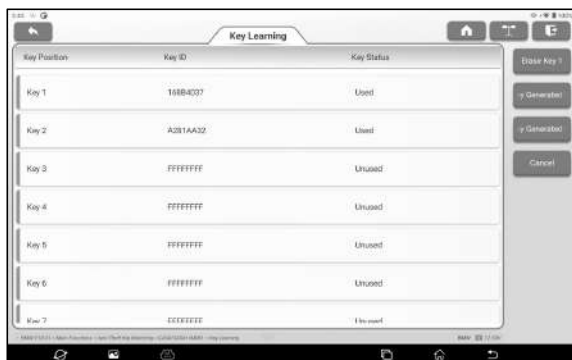 Key Learning
Key Position Key ID Key Status
Erase Key 1
Key 1 16BB4037 Used
y Generated
Key 2 A281AA32 Used
y Generated
Key 3 FFFFFFFF Unused
Cancel
Key 4 FFFFFFFF Unused
Key 5 FFFFFFFF Unused
Key 6 FFFFFFFF Unused
Key 7 FFFFFFFF Unused